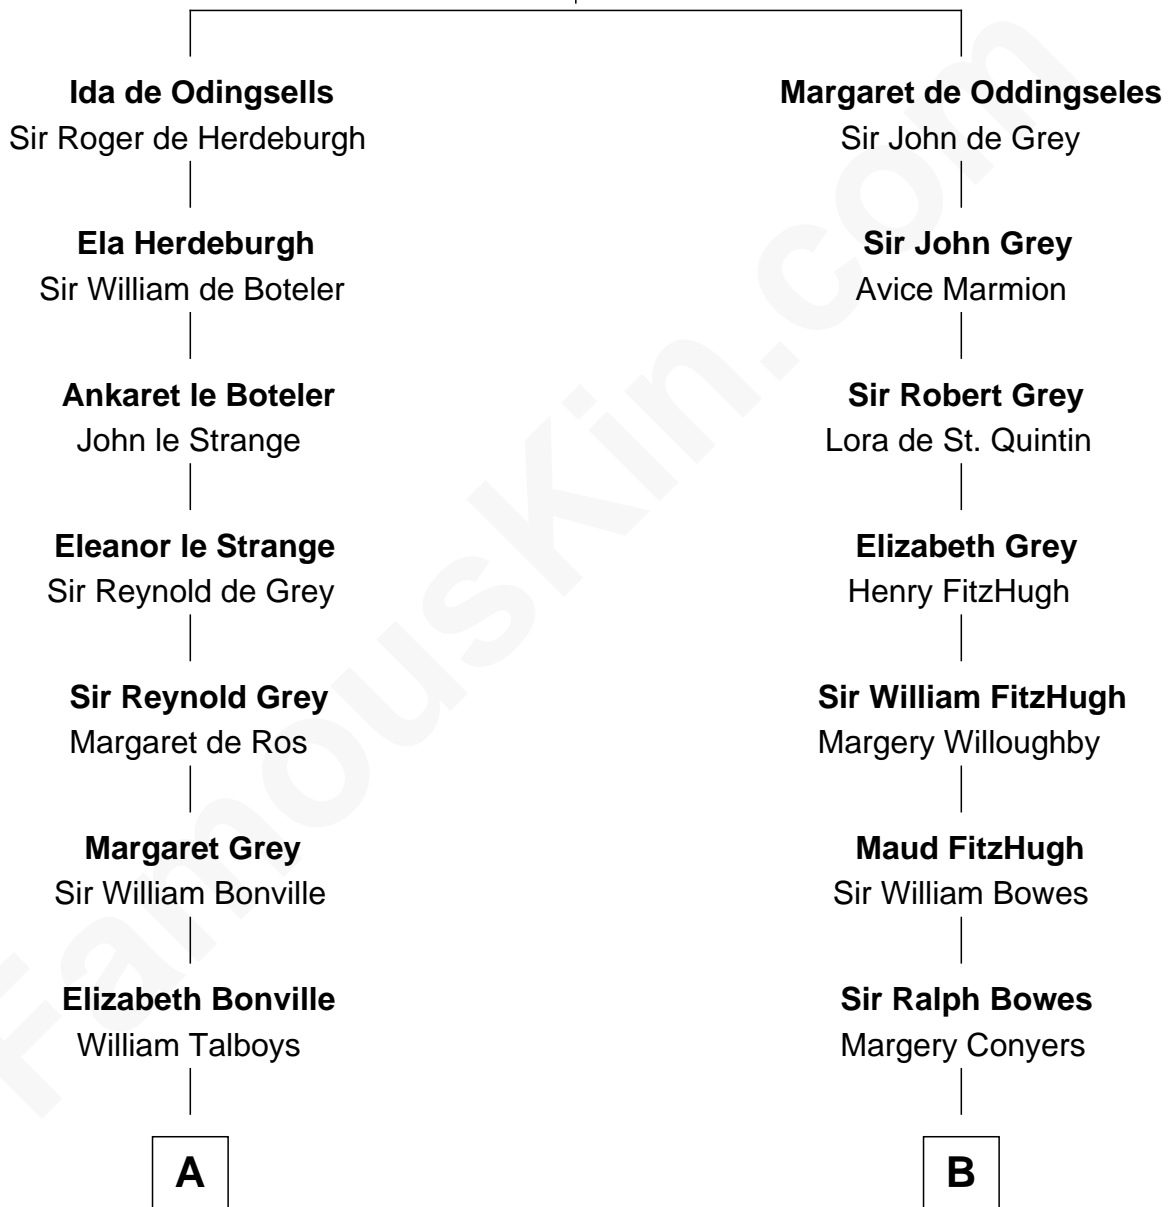 Ida de Odingsells
Sir Roger de Herdeburgh
Ela Herdeburgh
Sir William de Boteler
Ankaret le Boteler
John le Strange
Eleanor le Strange
Sir Reynold de Grey
Sir Reynold Grey
Margaret de Ros
Margaret Grey
Sir William Bonville
Elizabeth Bonville
William Talboys
A
Margaret de Oddingseles
Sir John de Grey
Sir John Grey
Avice Marmion
Sir Robert Grey
Lora de St. Quintin
Elizabeth Grey
Henry FitzHugh
Sir William FitzHugh
Margery Willoughby
Maud FitzHugh
Sir William Bowes
Sir Ralph Bowes
Margery Conyers
B
FamousKin.com